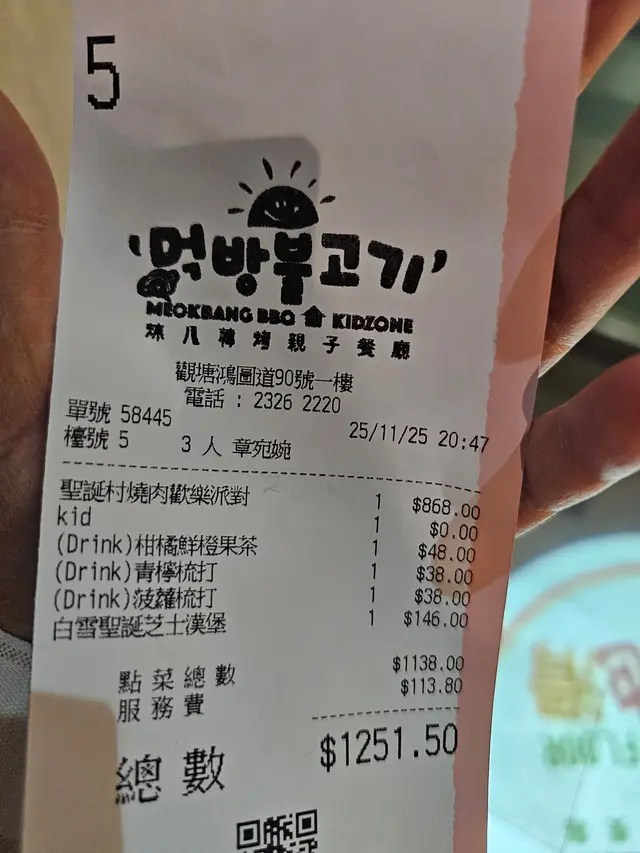 5
'먹방불고기'
MEOKBANG BBQ KIDZONE
燒八韓烤親子餐廳
觀塘鴻圖道90號一樓
電話 : 2326 2220
單號 58445 25/11/25 20:47
檯號 5 3 人 章宛婉
聖誕村燒肉歡樂派對 1 $868.00
kid 1 $0.00
(Drink)柑橘鮮橙果茶 1 $48.00
(Drink)青檸梳打 1 $38.00
(Drink)菠蘿梳打 1 $38.00
白雪聖誕芝士漢堡 1 $146.00
點菜總數 $1138.00
服務費 $113.80
總數 $1251.50